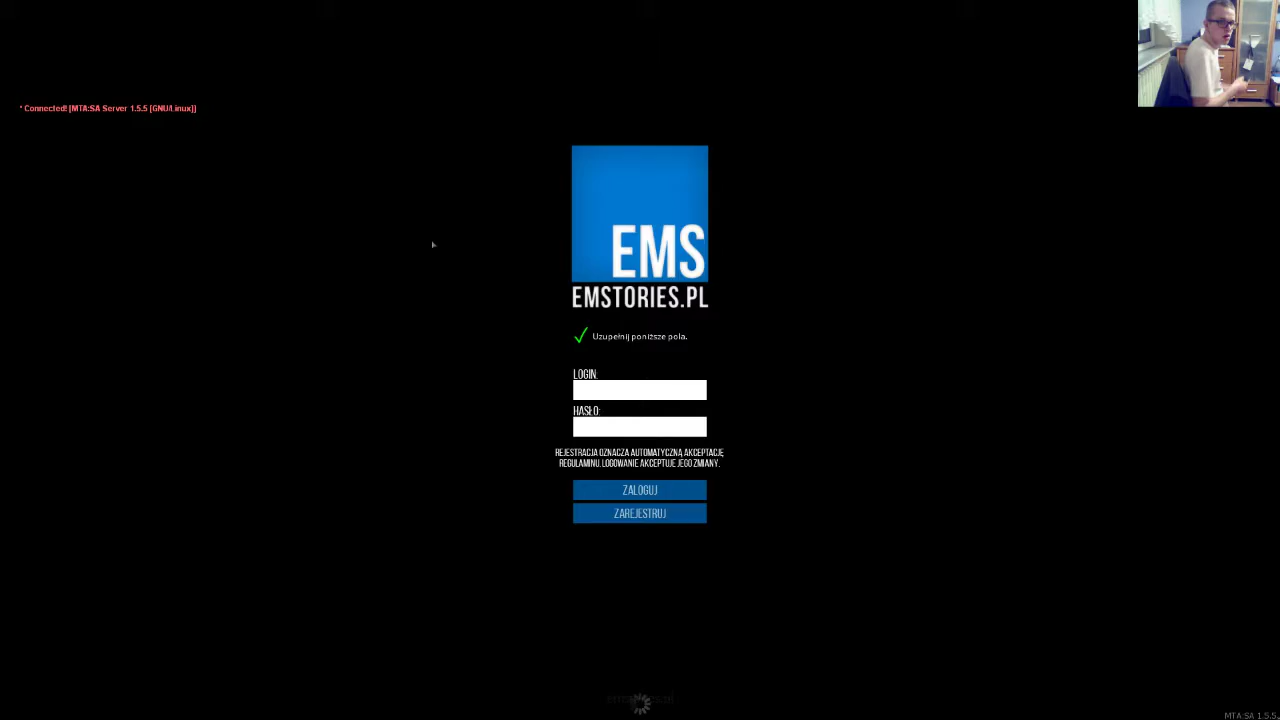 * Connected! [MTA:SA Server 1.5.5 [GNU/Linux]]
EMS
EMSTORIES.PL
Uzupełnij poniższe pola.
LOGIN:
HASŁO:
REJESTRACJA OZNACZA AUTOMATYCZNĄ AKCEPTACJĘ
REGULAMINU. LOGOWANIE AKCEPTUJE JEGO ZMIANY.
ZALOGUJ
ZAREJESTRUJ
MTA:SA 1.5.5